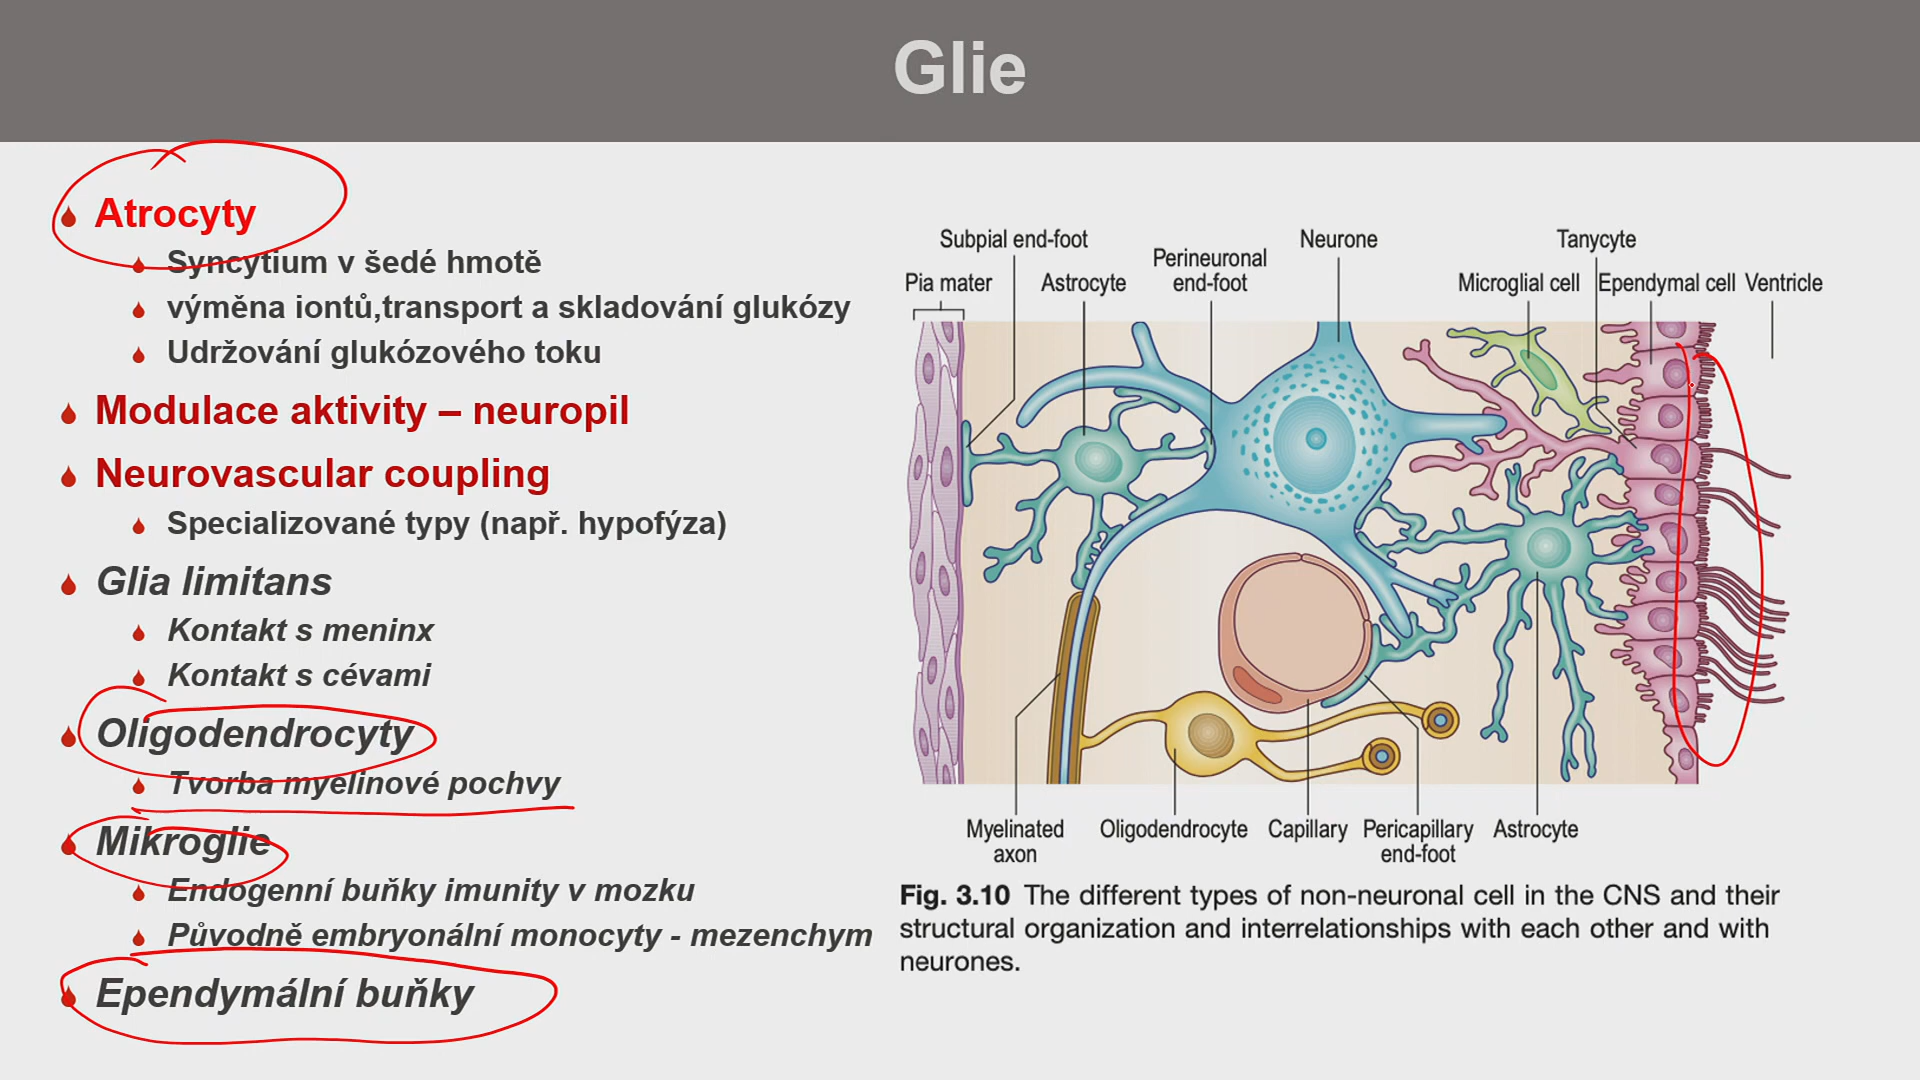 Glie
Atrocyty
Syncytium v šedé hmotě
výměna iontů,transport a skladování glukózy
Udržování glukózového toku
Modulace aktivity – neuropil
Neurovascular coupling
Specializované typy (např. hypofýza)
Glia limitans
Kontakt s meninx
Kontakt s cévami
Oligodendrocyty
Tvorba myelinové pochvy
Mikroglie
Endogenní buňky imunity v mozku
Původně embryonální monocyty - mezenchym
Ependymální buňky
Subpial end-foot
Neurone
Tanycyte
Perineuronal
end-foot
Pia mater
Astrocyte
Microglial cell
Ependymal cell
Ventricle
Myelinated
axon
Oligodendrocyte
Capillary
Pericapillary
end-foot
Astrocyte
Fig. 3.10 The different types of non-neuronal cell in the CNS and their
structural organization and interrelationships with each other and with
neurones.